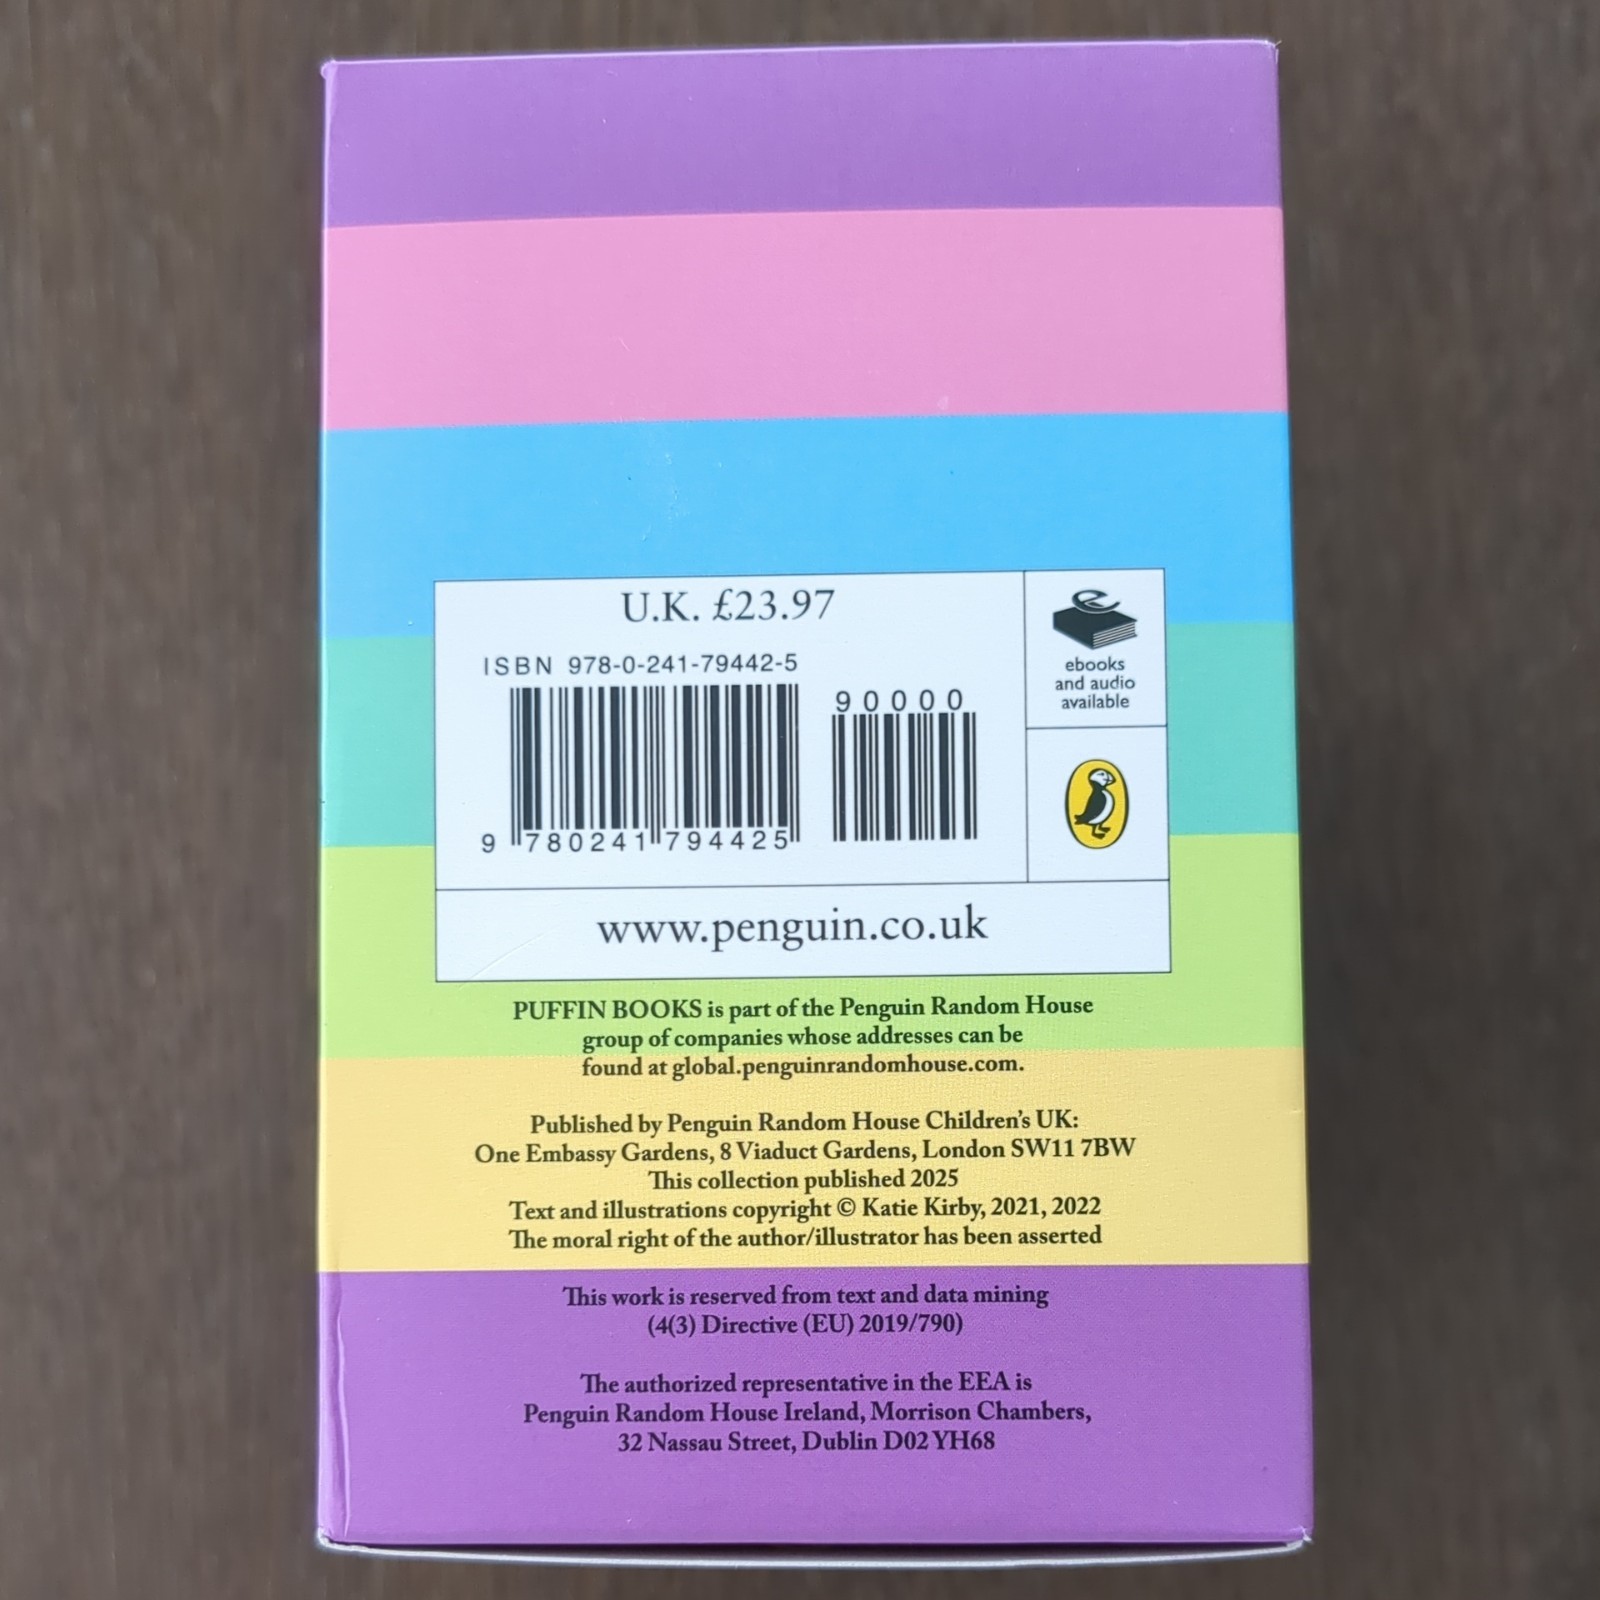 U.K. £23.97
ISBN 978-0-241-79442-5
90000
9 780241 794425
e
ebooks
and audio
available
www.penguin.co.uk
PUFFIN BOOKS is part of the Penguin Random House
group of companies whose addresses can be
found at global.penguinrandomhouse.com.
Published by Penguin Random House Children's UK:
One Embassy Gardens, 8 Viaduct Gardens, London SW11 7BW
This collection published 2025
Text and illustrations copyright © Katie Kirby, 2021, 2022
The moral right of the author/illustrator has been asserted
This work is reserved from text and data mining
(4(3) Directive (EU) 2019/790)
The authorized representative in the EEA is
Penguin Random House Ireland, Morrison Chambers,
32 Nassau Street, Dublin D02 YH68